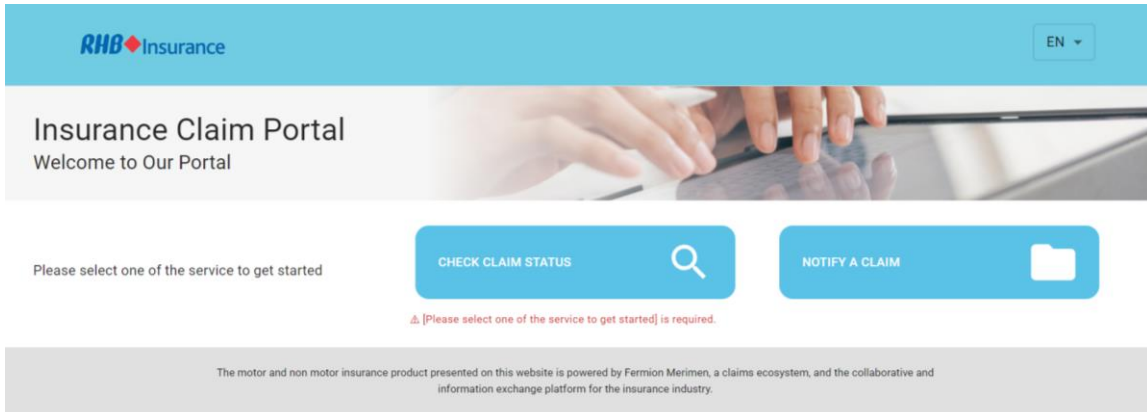 RHB Insurance
EN
Insurance Claim Portal
Welcome to Our Portal
Please select one of the service to get started
CHECK CLAIM STATUS
NOTIFY A CLAIM
[Please select one of the service to get started] is required.
The motor and non motor insurance product presented on this website is powered by Fermion Merimen, a claims ecosystem, and the collaborative and
information exchange platform for the insurance industry.